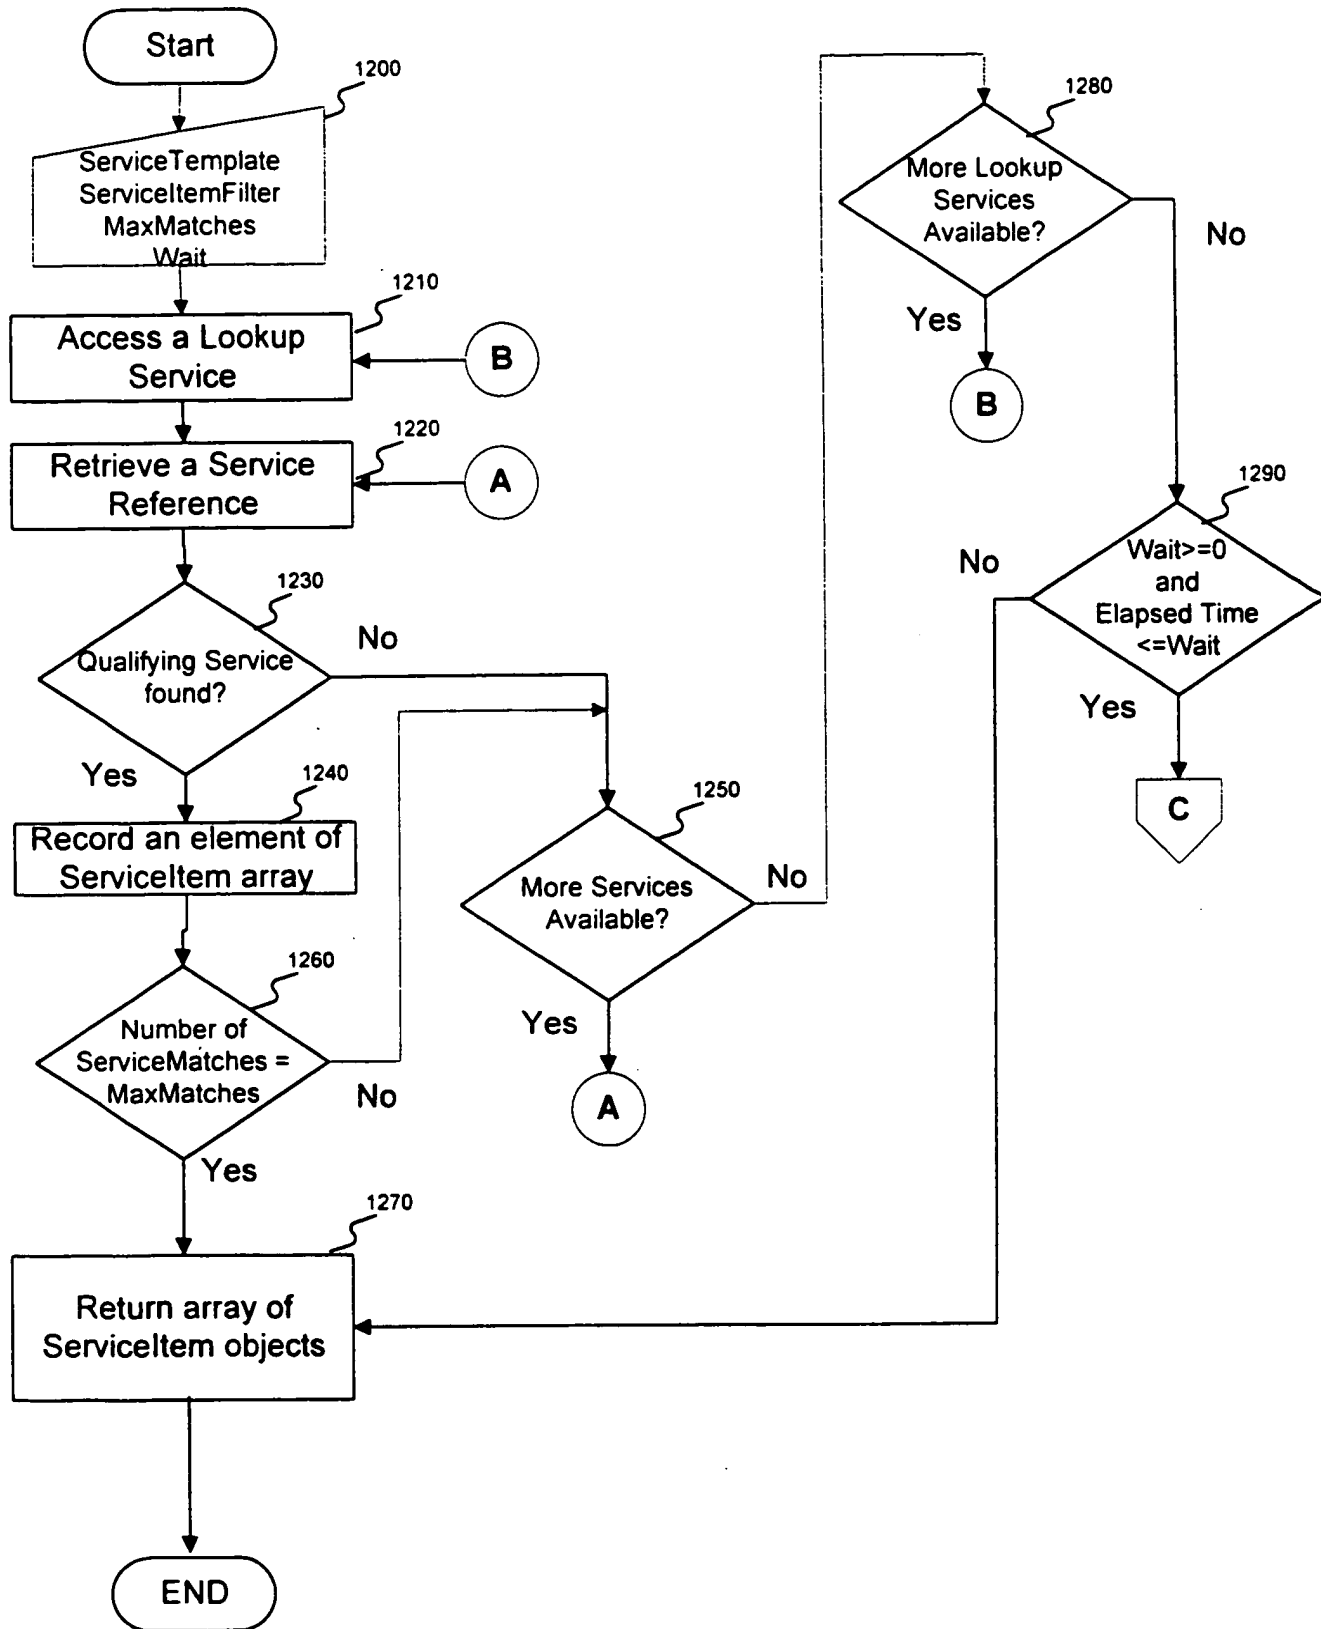 Start
1200
ServiceTemplate
ServiceItemFilter
MaxMatches
Wait
1210
Access a Lookup
Service
B
1220
Retrieve a Service
Reference
A
1230
Qualifying Service
found?
No
Yes
1240
Record an element of
ServiceItem array
1260
Number of
ServiceMatches =
MaxMatches
No
Yes
1270
Return array of
ServiceItem objects
END
1250
More Services
Available?
No
Yes
A
1280
More Lookup
Services
Available?
No
Yes
B
1290
Wait>=0
and
Elapsed Time
<=Wait
No
Yes
C